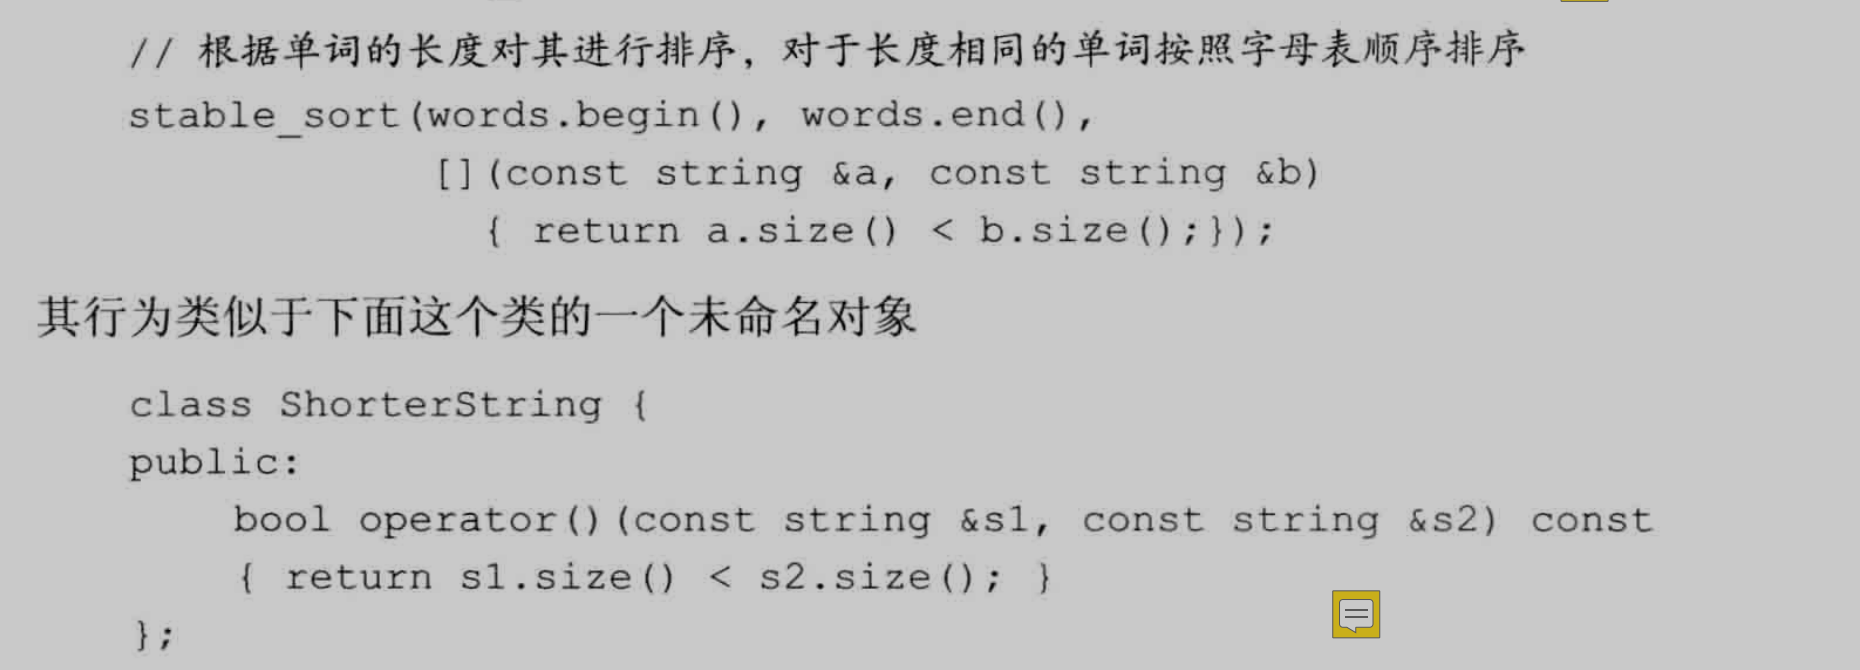 // 根据单词的长度对其进行排序，对于长度相同的单词按照字母表顺序排序
stable_sort(words.begin(), words.end(),
[](const string &a, const string &b)
{ return a.size() < b.size();});
其行为类似于下面这个类的一个未命名对象
class ShorterString {
public:
bool operator()(const string &s1, const string &s2) const
{ return s1.size() < s2.size(); }
};